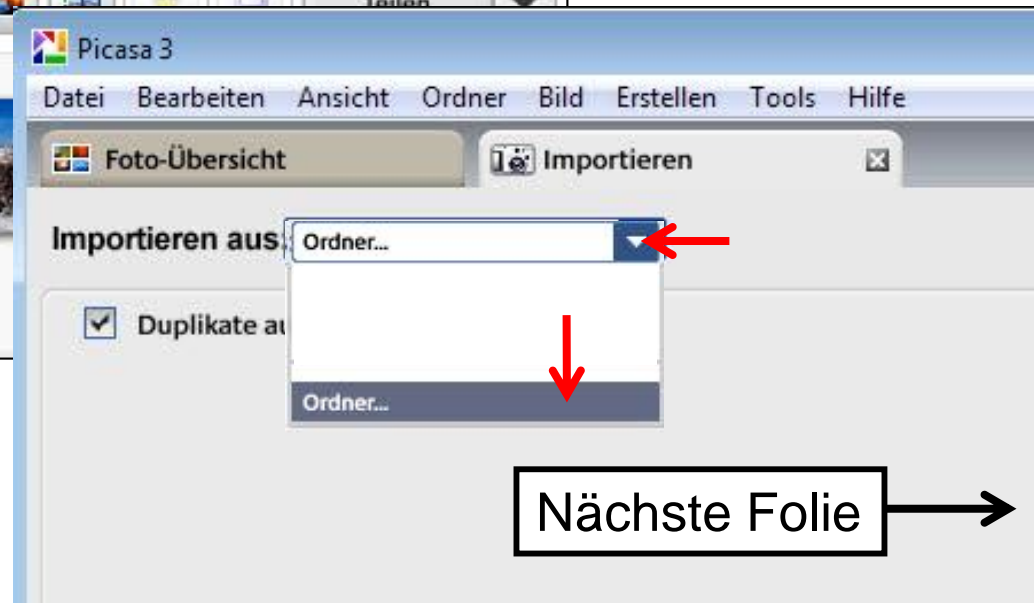 Teilen
Picasa 3
Datei Bearbeiten Ansicht Ordner Bild Erstellen Tools Hilfe
Foto-Übersicht Importieren
Importieren aus: Ordner...
Duplikate au
Ordner...
Nächste Folie